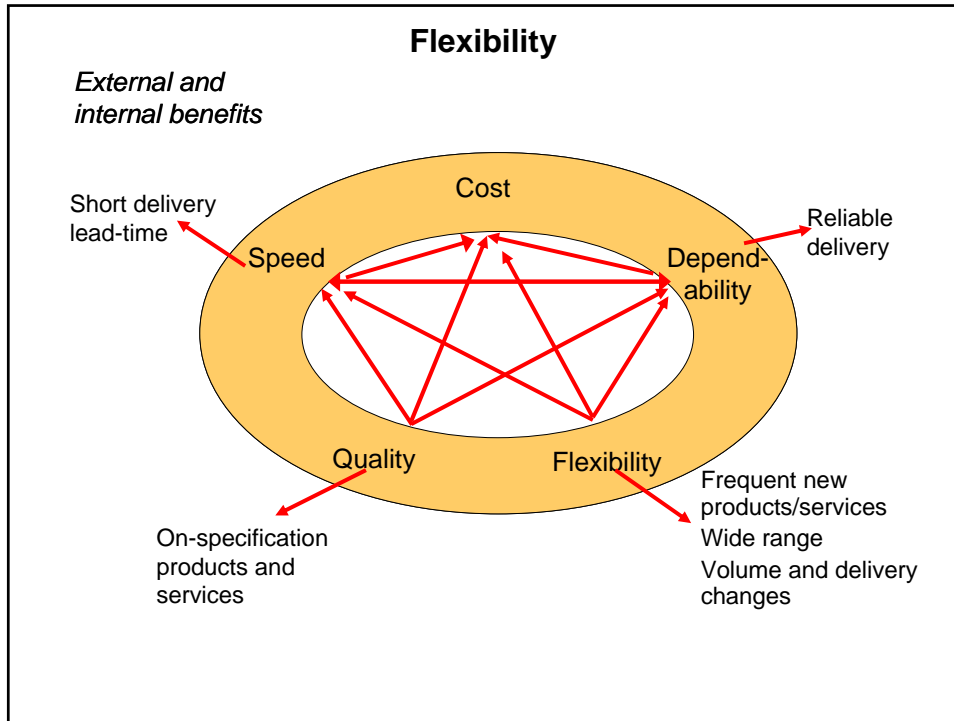 Flexibility
External and
internal benefits
Cost
Short delivery
lead-time
Reliable
delivery
Speed
Depend-
ability
Quality
Flexibility
Frequent new
products/services
Wide range
Volume and delivery
changes
On-specification
products and
services